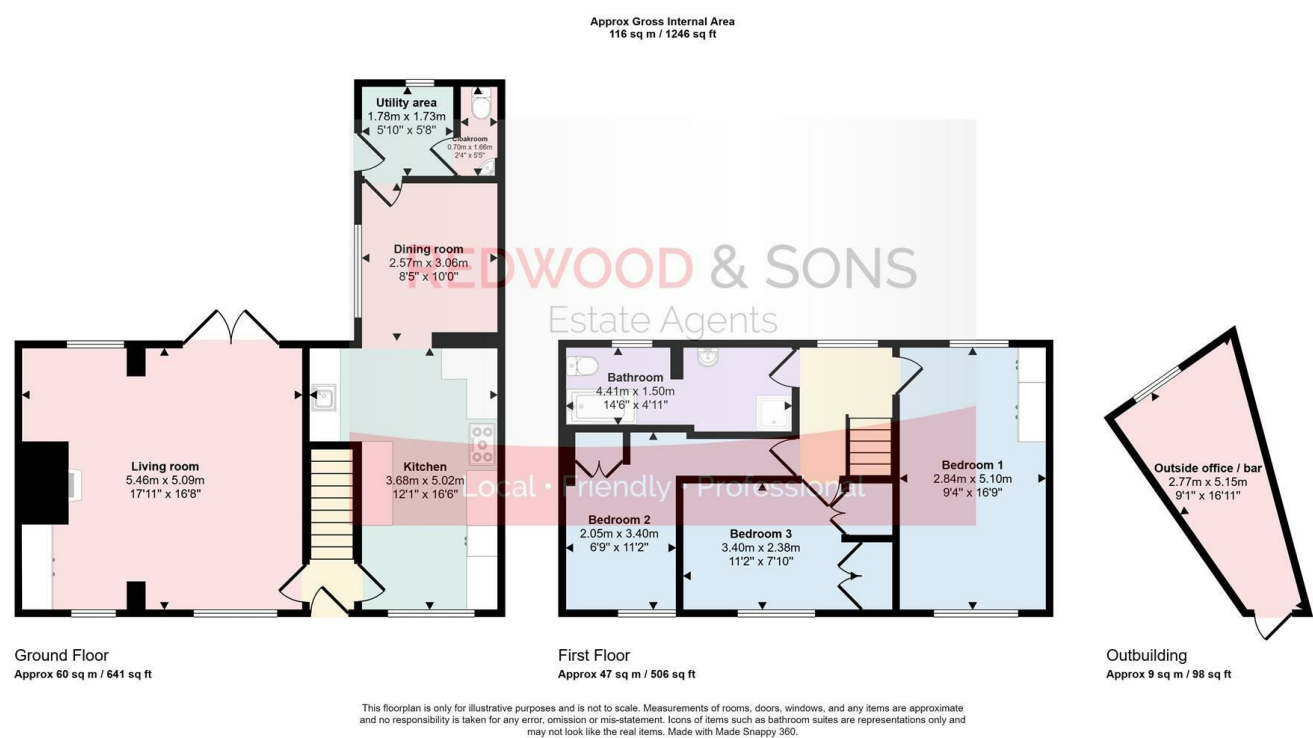 Approx Gross Internal Area
116 sq m / 1246 sq ft
Utility area
1.78m x 1.73m
5'10" x 5'8"
Cloakroom
0.70m x 1.66m
2'4" x 5'5"
Dining room
2.57m x 3.06m
8'5" x 10'0"
REDWOOD & SONS
Estate Agents
Local • Friendly • Professional
Living room
5.46m x 5.09m
17'11" x 16'8"
Kitchen
3.68m x 5.02m
12'1" x 16'6"
Bathroom
4.41m x 1.50m
14'6" x 4'11"
Bedroom 1
2.84m x 5.10m
9'4" x 16'9"
Bedroom 2
2.05m x 3.40m
6'9" x 11'2"
Bedroom 3
3.40m x 2.38m
11'2" x 7'10"
Outside office / bar
2.77m x 5.15m
9'1" x 16'11"
Ground Floor
Approx 60 sq m / 641 sq ft
First Floor
Approx 47 sq m / 506 sq ft
Outbuilding
Approx 9 sq m / 98 sq ft
This floorplan is only for illustrative purposes and is not to scale. Measurements of rooms, doors, windows, and any items are approximate
and no responsibility is taken for any error, omission or mis-statement. Icons of items such as bathroom suites are representations only and
may not look like the real items. Made with Made Snappy 360.